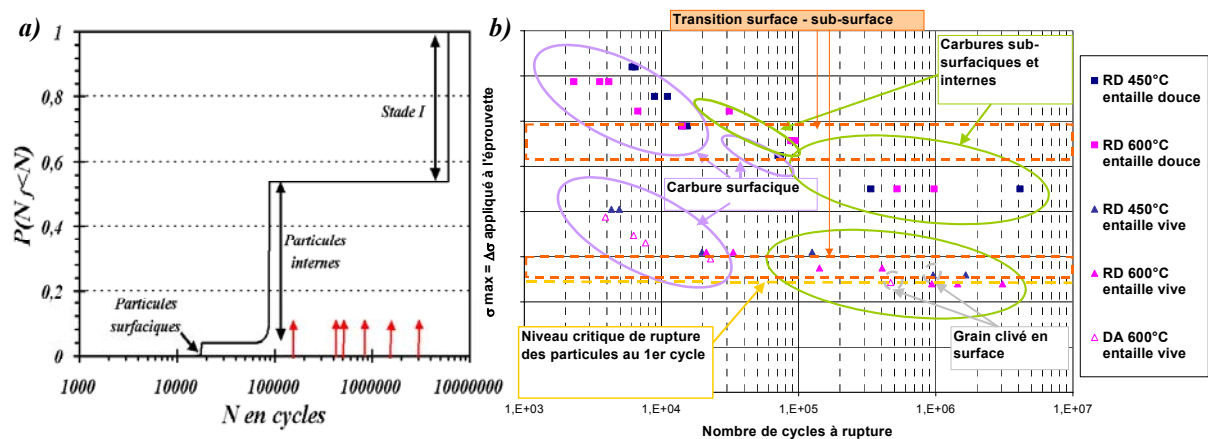 a)
P(Nf<N)
1
0,8
0,6
0,4
0,2
0
Stade I
Particules
internes
Particules
surfaciques
1000
10000
100000
1000000
10000000
N en cycles
b)
Transition surface - sub-surface
Carbures sub-
surfaciques et
internes
Carbure surfacique
Niveau critique de rupture
des particules au 1er cycle
Grain clivé en
surface
σ max = Δσ appliqué à l'éprouvette
1,E+03
1,E+04
1,E+05
1,E+06
1,E+07
Nombre de cycles à rupture
RD 450°C
entaille douce
RD 600°C
entaille douce
RD 450°C
entaille vive
RD 600°C
entaille vive
DA 600°C
entaille vive